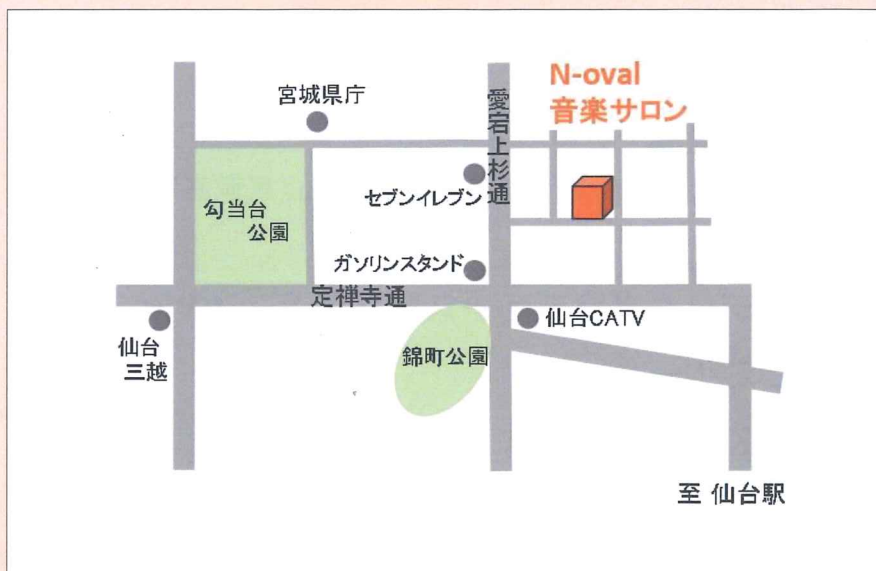 N-oval
音楽サロン
宮城県庁
愛宕上杉通
セブンイレブン
勾当台
公園
ガソリンスタンド
定禅寺通
仙台CATV
仙台
三越
錦町公園
至 仙台駅